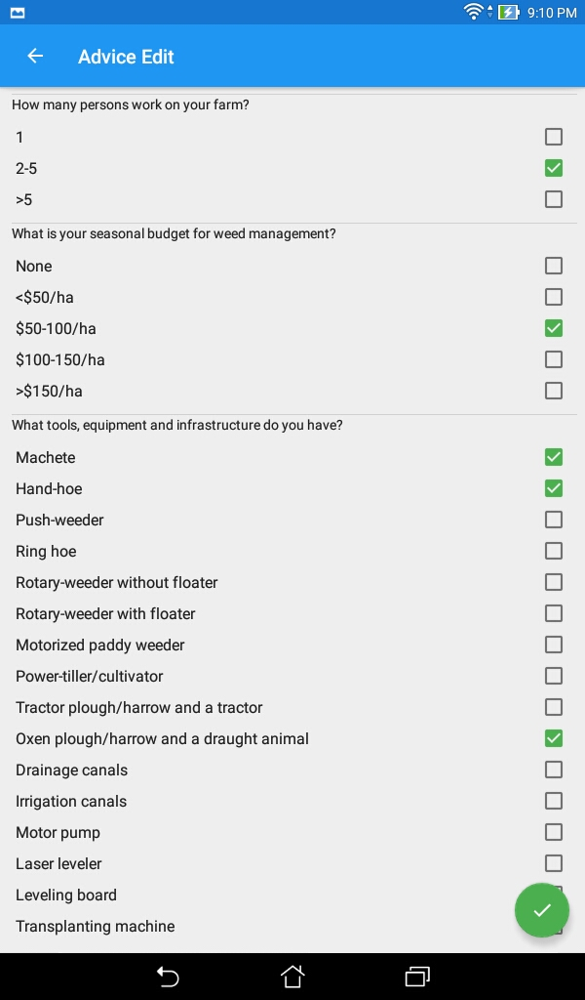 9:10 PM
Advice Edit
How many persons work on your farm?
1
2-5
>5
What is your seasonal budget for weed management?
None
<$50/ha
$50-100/ha
$100-150/ha
>$150/ha
What tools, equipment and infrastructure do you have?
Machete
Hand-hoe
Push-weeder
Ring hoe
Rotary-weeder without floater
Rotary-weeder with floater
Motorized paddy weeder
Power-tiller/cultivator
Tractor plough/harrow and a tractor
Oxen plough/harrow and a draught animal
Drainage canals
Irrigation canals
Motor pump
Laser leveler
Leveling board
Transplanting machine